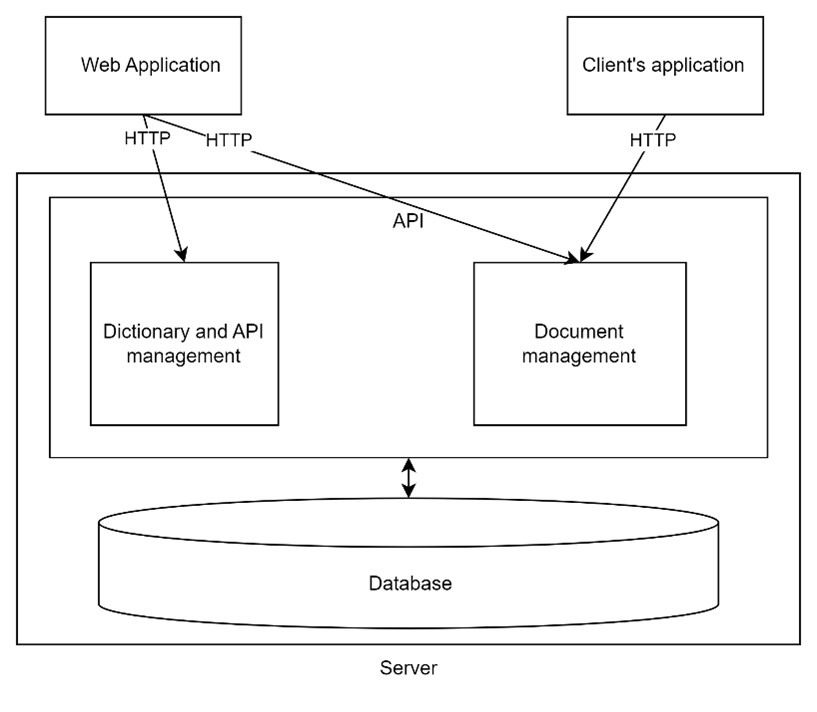 Web Application
Client's application
HTTP
HTTP
HTTP
API
Dictionary and API
management
Document
management
Database
Server